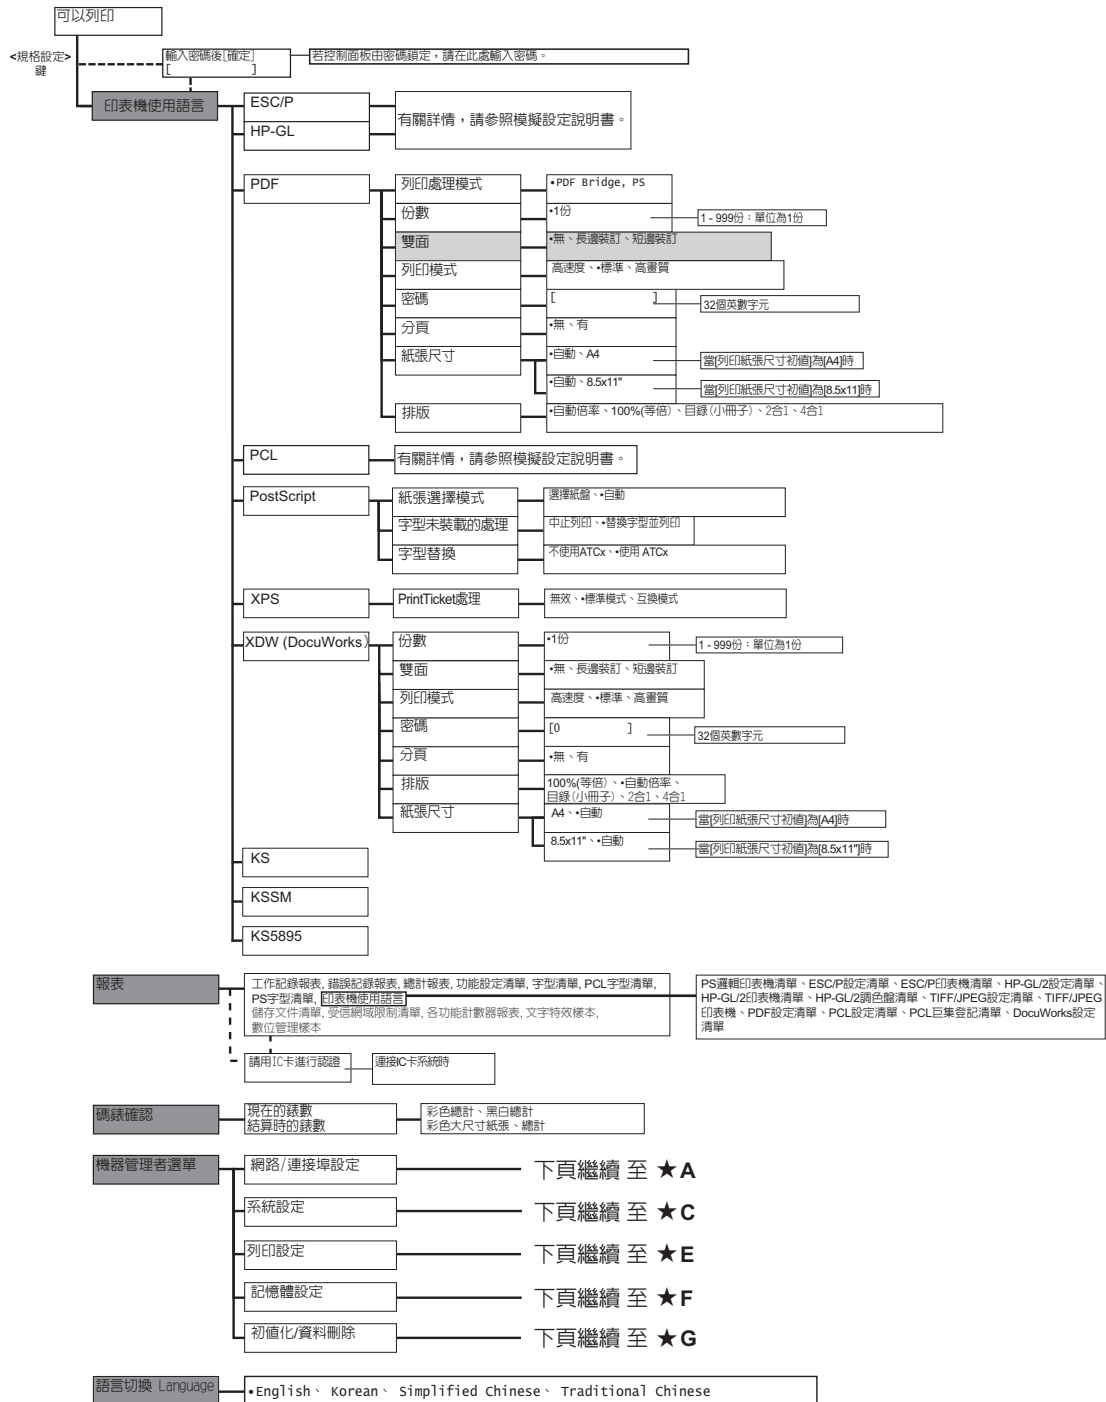 可以列印
<規格設定>
鍵
輸入密碼後[確定]
[ ]
若控制面板由密碼鎖定，請在此處輸入密碼。
印表機使用語言
ESC/P
HP-GL
有關詳情，請參照模擬設定說明書。
PDF
列印處理模式
•PDF Bridge, PS
份數
•1份
1 - 999份：單位為1份
雙面
•無、長邊裝訂、短邊裝訂
列印模式
高速度、•標準、高畫質
密碼
[ ]
32個英數字元
分頁
•無、有
紙張尺寸
•自動、A4
當[列印紙張尺寸初值]為[A4]時
•自動、8.5x11"
當[列印紙張尺寸初值]為[8.5x11]時
排版
•自動倍率、100%(等倍)、目錄(小冊子)、2合1、4合1
PCL
有關詳情，請參照模擬設定說明書。
PostScript
紙張選擇模式
選擇紙盤、•自動
字型未裝載的處理
中止列印、•替換字型並列印
字型替換
不使用ATCx、•使用 ATCx
XPS
PrintTicket處理
無效、•標準模式、互換模式
XDW (DocuWorks)
份數
•1份
1 - 999份：單位為1份
雙面
•無、長邊裝訂、短邊裝訂
列印模式
高速度、•標準、高畫質
密碼
[0 ]
32個英數字元
分頁
•無、有
排版
100%(等倍)、•自動倍率、
目錄(小冊子)、2合1、4合1
紙張尺寸
A4、•自動
當[列印紙張尺寸初值]為[A4]時
8.5x11"、•自動
當[列印紙張尺寸初值]為[8.5x11"]時
KS
KSSM
KS5895
報表
工作記錄報表, 錯誤記錄報表, 總計報表, 功能設定清單, 字型清單, PCL字型清單,
PS字型清單, 印表機使用語言
儲存文件清單, 受信網域限制清單, 各功能計數器報表, 文字特效樣本,
數位管理樣本
PS邏輯印表機清單、ESC/P設定清單、ESC/P印表機清單、HP-GL/2設定清單、
HP-GL/2印表機清單、HP-GL/2調色盤清單、TIFF/JPEG設定清單、TIFF/JPEG
印表機、PDF設定清單、PCL設定清單、PCL巨集登記清單、DocuWorks設定
清單
請用IC卡進行認證
連接IC卡系統時
碼錶確認
現在的錶數
結算時的錶數
彩色總計、黑白總計
彩色大尺寸紙張、總計
機器管理者選單
網路/連接埠設定
下頁繼續 至 ★A
系統設定
下頁繼續 至 ★C
列印設定
下頁繼續 至 ★E
記憶體設定
下頁繼續 至 ★F
初值化/資料刪除
下頁繼續 至 ★G
語言切換 Language
•English、 Korean、 Simplified Chinese、 Traditional Chinese